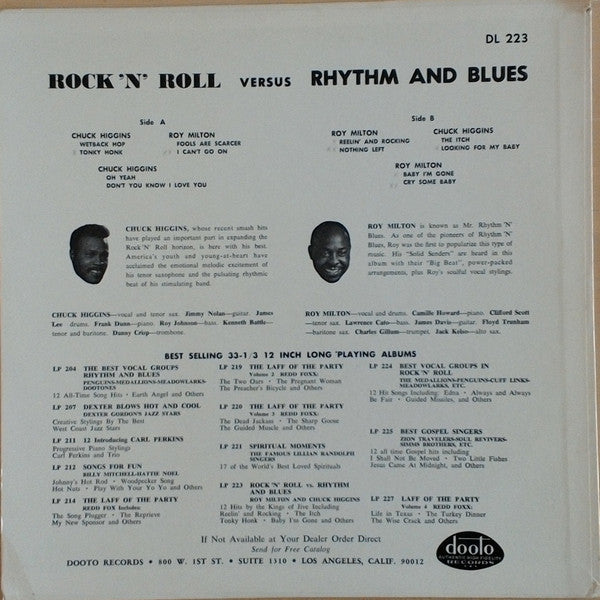 DL 223
ROCK 'N' ROLL VERSUS RHYTHM AND BLUES
Side A
CHUCK HIGGINS
WETBACK HOP
TONKY HONK
ROY MILTON
FOOLS ARE SCARCER
I CAN'T GO ON
CHUCK HIGGINS
OH YEAH
DON'T YOU KNOW I LOVE YOU
Side B
ROY MILTON
REELIN' AND ROCKING
NOTHING LEFT
CHUCK HIGGINS
THE ITCH
LOOKING FOR MY BABY
ROY MILTON
BABY I'M GONE
CRY SOME BABY
CHUCK HIGGINS, whose recent smash hits
have played an important part in expanding the
Rock 'N' Roll horizon, is here with his best.
America's youth and young-at-hears have
acclaimed the emotional melodic excitement of
his tenor saxophone and the pulsating rhythmic
beat of his stimulating band.
CHUCK HIGGINS—vocal and tenor sax. Jimmy Nolan—guitar. James
Lee—drums. Frank Dunn—piano. Roy Johnson—bass. Kenneth Battle—
tenor and baritone. Danny Crisp—trombone.
ROY MILTON is known as Mr. Rhythm 'N'
Blues. As one of the pioneers of Rhythm 'N'
Blues, Roy was the first to popularize this type of
music. His "Solid Senders" are heard in this
album with their "Big Beat", power-packed
arrangements, plus Roy's soulful vocal stylings.
ROY MILTON—vocal and drums. Camille Howard—piano. Clifford Scott
—tenor sax. Lawrence Cato—bass. James Davis—guitar. Floyd Turnham
—baritone sax. Charles Gillum—trumpet. Jack Kelso—alto sax.
BEST SELLING 33-1/3 12 INCH LONG PLAYING ALBUMS
LP 204 THE BEST VOCAL GROUPS
RHYTHM AND BLUES
PENGUINS-MEDALLIONS-MEADOWLARKS-
DOOTONES
12 All-Time Song Hits • Earth Angel and Others
LP 207 DEXTER BLOWS HOT AND COOL
DEXTER GORDON'S JAZZ STARS
Creative Stylings By The Best
West Coast Jazz Stars
LP 211 12 Introducing CARL PERKINS
Progressive Piano Stylings
Carl Perkins and Trio
LP 212 SONGS FOR FUN
BILLY MITCHELL-HATTIE NOEL
Johnny's Hot Rod • Woodpecker Song
Hot Nuts • Play With Your Yo Yo and Others
LP 214 THE LAFF OF THE PARTY
REDD FOX Includes:
The Song Plugger • The Reprieve
My New Sponsor and Others
LP 219 THE LAFF OF THE PARTY
Volume 2 REDD FOXX:
The Two Oars • The Pregnant Woman
The Preacher's Bicycle and Others
LP 220 THE LAFF OF THE PARTY
Volume 3 REDD FOXX:
The Dead Jackass • The Sharp Goose
The Guided Muscle and Others
LP 221 SPIRITUAL MOMENTS
THE FAMOUS LILLIAN RANDOLPH
SINGERS
17 of the World's Best Loved Spirituals
LP 223 ROCK 'N' ROLL vs. RHYTHM
AND BLUES
ROY MILTON AND CHUCK HIGGINS
12 Hits by the Kings of Jive Including
Reelin' and Rocking • The Itch
Tonky Honk • Baby I'm Gone and Others
LP 224 BEST VOCAL GROUPS IN
ROCK 'N' ROLL
THE MEDALLIONS-PENGUINS-CUFF LINKS-
MEADOWLARKS, ETC.
12 Hit Songs Including: Edna • Always and Always
Be Fair • Guided Missiles, and Others
LP 225 BEST GOSPEL SINGERS
ZION TRAVELERS-SOUL REVIVERS-
SIMMS BROTHERS, ETC.
12 all time Gospel hits including
I Shall Not Be Moved • Two Little Fishes
Jesus Came At Midnight, and Others
LP 227 LAFF OF THE PARTY
Volume 4 REDD FOXX:
Life in Texas • The Turkey Dinner
The Wise Crack and Others
If Not Available at Your Dealer Order Direct
Send for Free Catalog
DOOTO RECORDS • 800 W. 1ST ST. • SUITE 1310 • LOS ANGELES, CALIF. 90012
dooto
AUTHENTIC HIGH FIDELITY
RECORDS